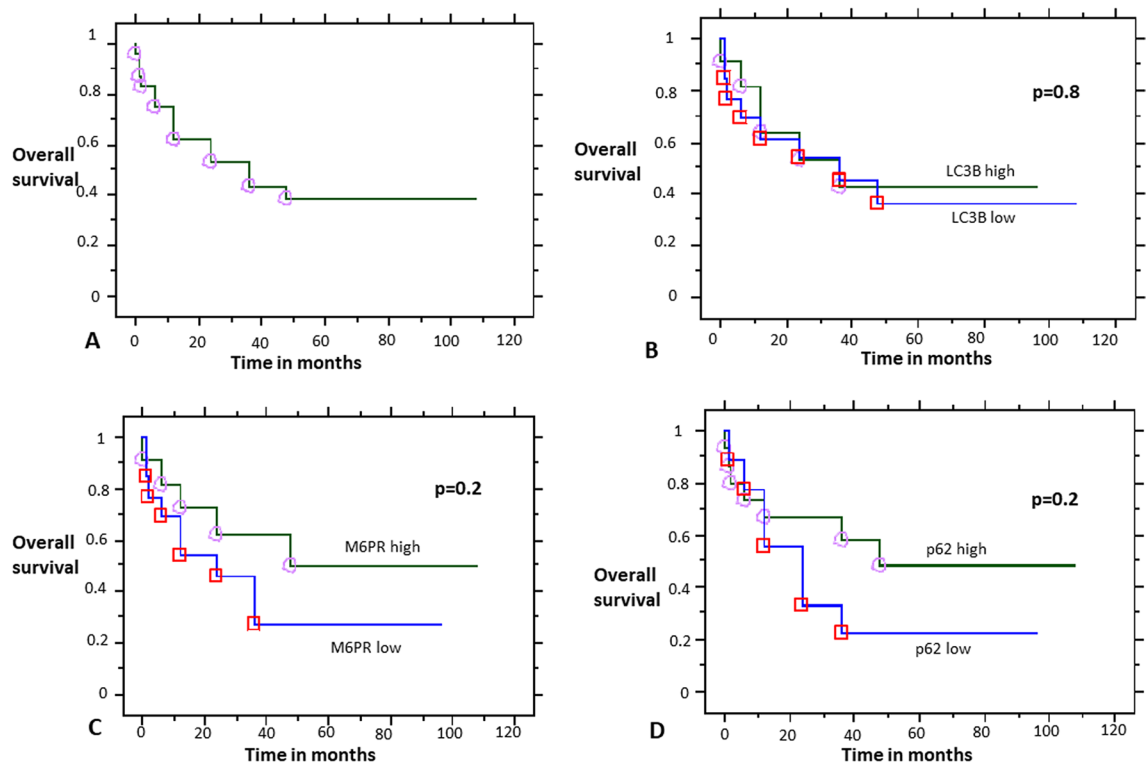 1
0.8
0.6
Overall
survival
0.4
0.2
0
0 20 40 60 80 100 120
A
Time in months
1
p=0.8
0.8
0.6
Overall
survival
LC3B high
0.4
LC3B low
0.2
0
0 20 40 60 80 100 120
B
Time in months
1
p=0.2
0.8
0.6
Overall
survival
M6PR high
0.4
M6PR low
0.2
0
0 20 40 60 80 100 120
C
Time in months
1
p=0.2
0.8
0.6
Overall
survival
p62 high
0.4
0.2
p62 low
0
0 20 40 60 80 100 120
D
Time in months